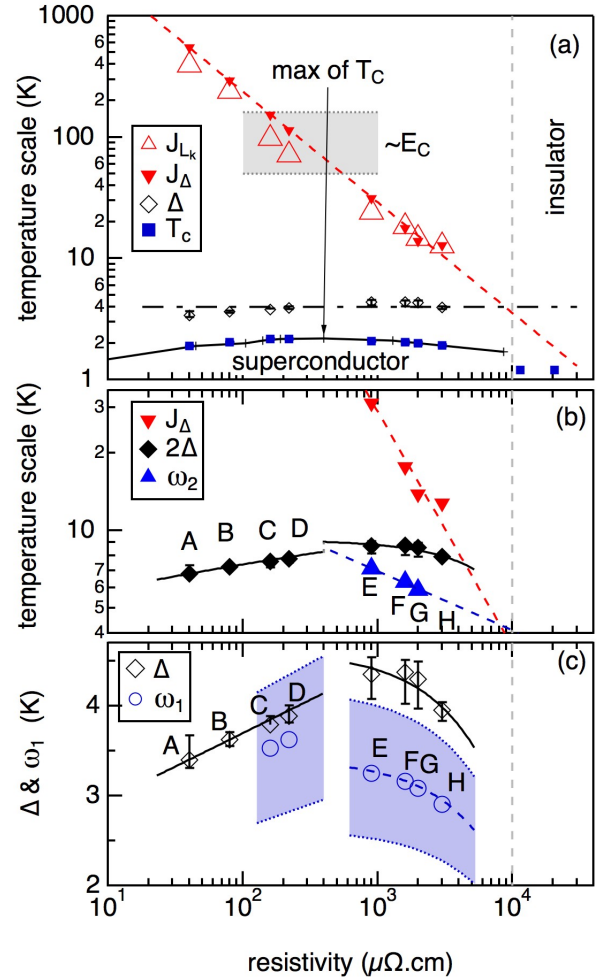 1000
6
4
2
100
6
4
2
10
6
4
2
1
temperature scale (K)
(a)
max of T_C
~E_C
insulator
J_{L_k}
J_Δ
Δ
T_c
superconductor
3
2
10
9
8
7
6
5
4
temperature scale (K)
(b)
J_Δ
2Δ
ω_2
A
B
C
D
E
F
G
H
4
3
2
Δ & ω_1 (K)
(c)
Δ
ω_1
A
B
C
D
E
F
G
H
10^1
10^2
10^3
10^4
resistivity (μΩ.cm)